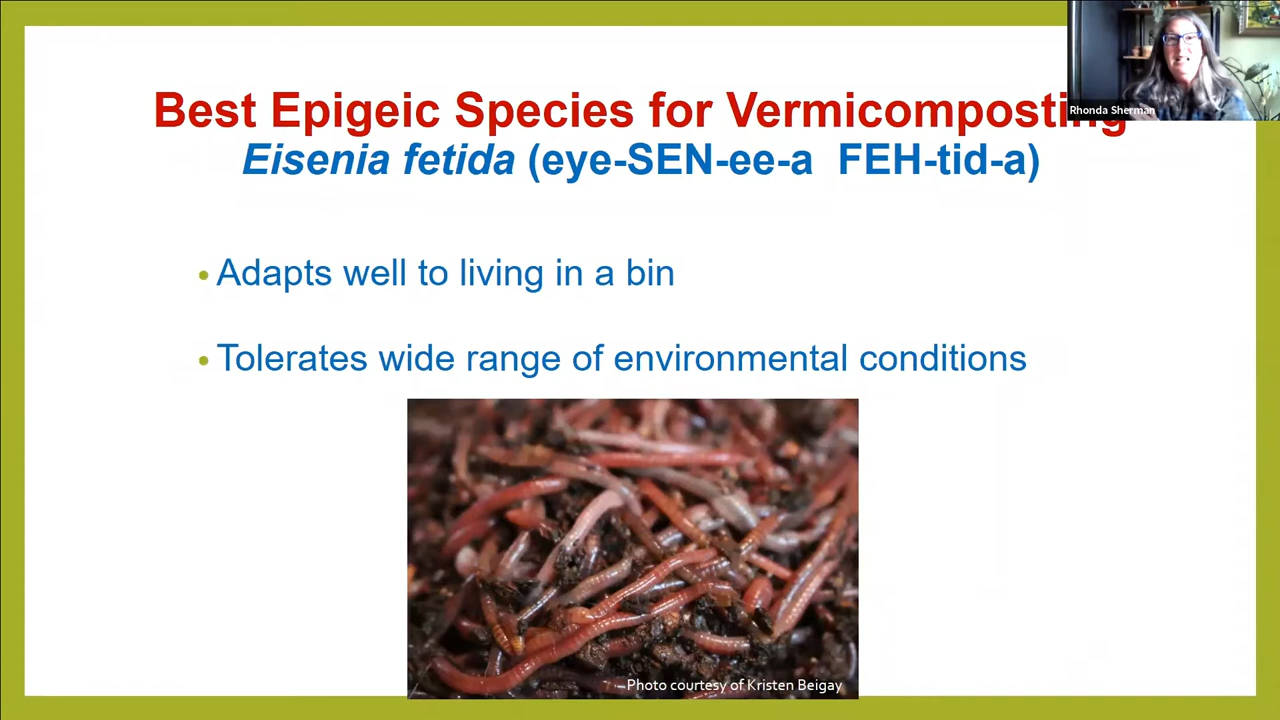 Best Epigeic Species for Vermicomposting
Eisenia fetida (eye-SEN-ee-a FEH-tid-a)
• Adapts well to living in a bin
• Tolerates wide range of environmental conditions
Photo courtesy of Kristen Beigay
Rhonda Sherman